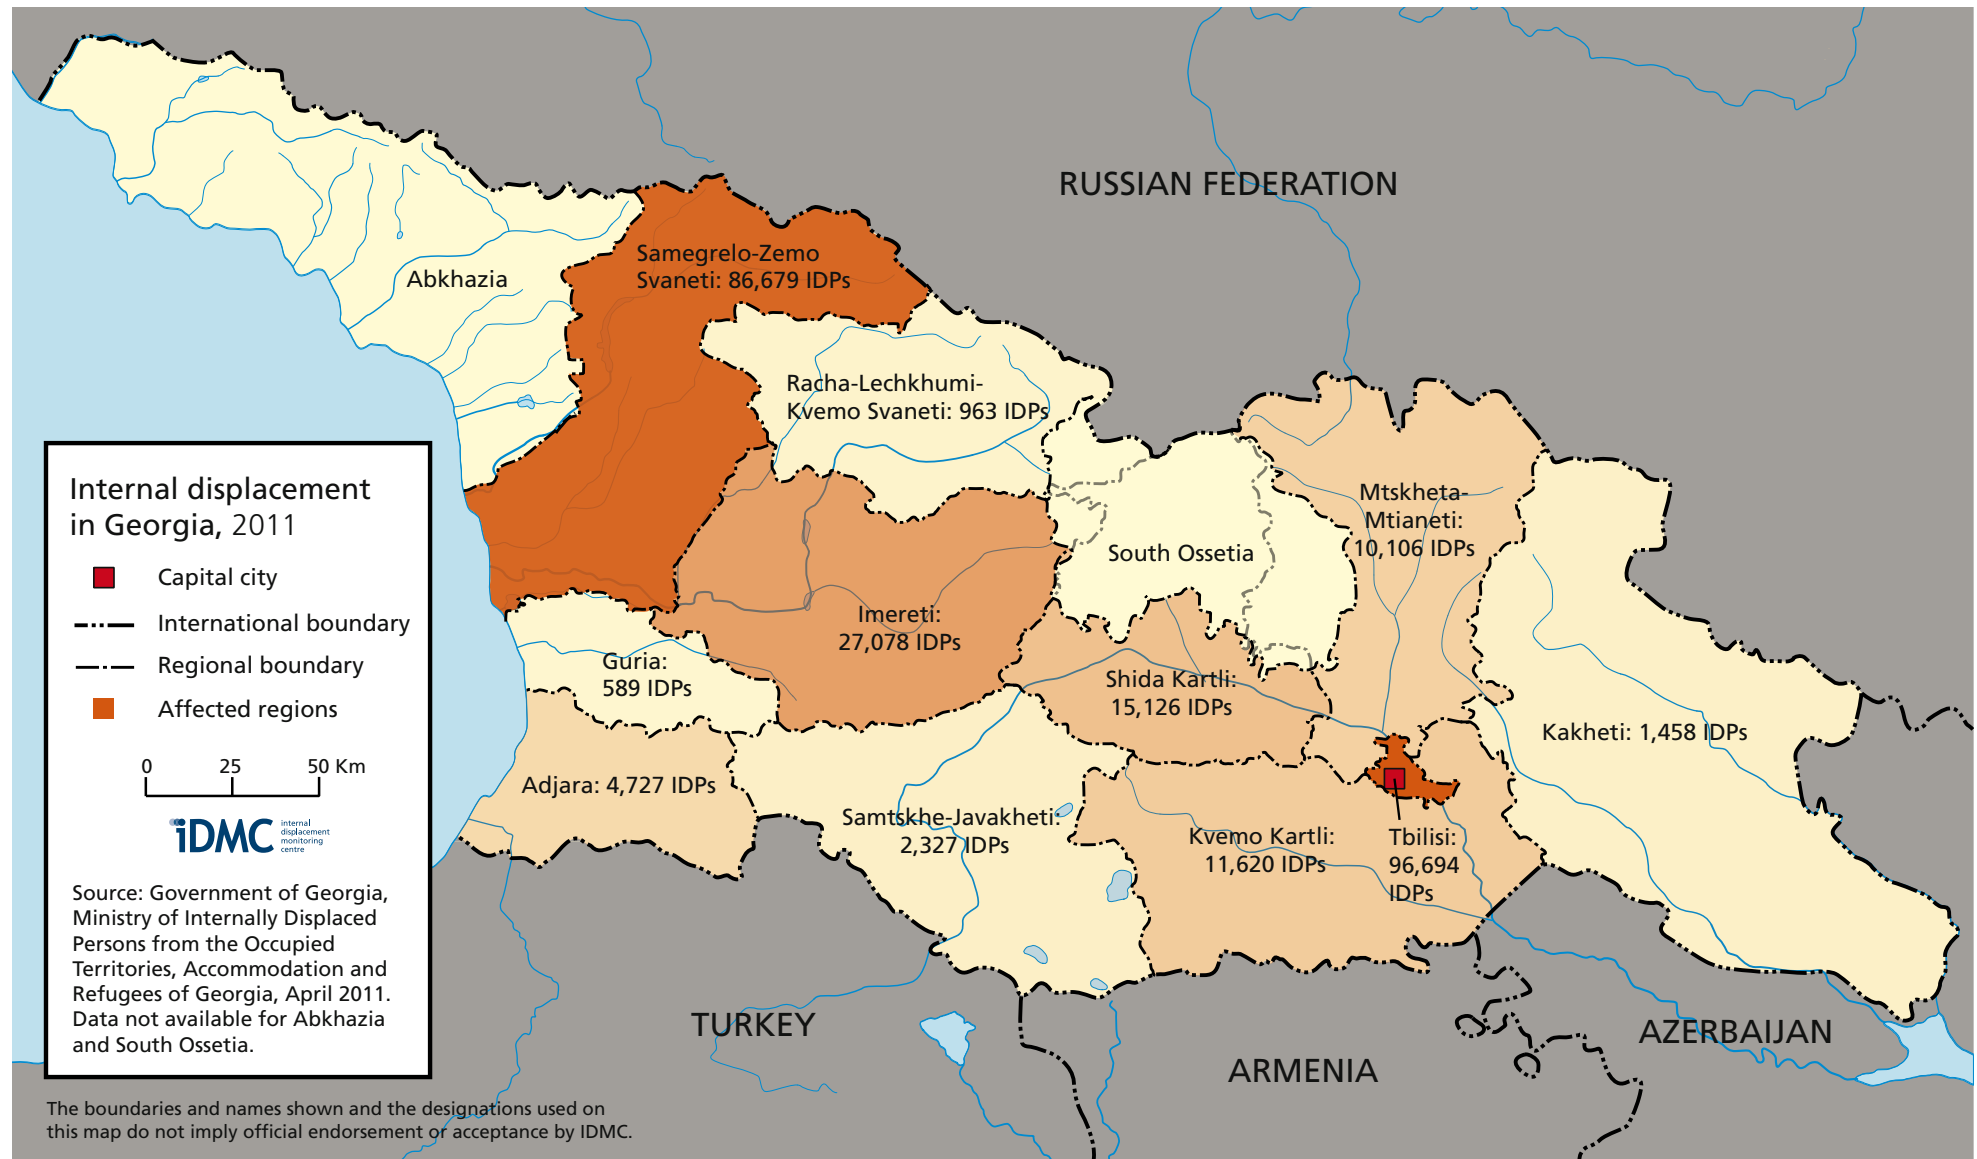 RUSSIAN FEDERATION
Samegrelo-Zemo
Svaneti: 86,679 IDPs
Abkhazia
Racha-Lechkhumi-
Kvemo Svaneti: 963 IDPs
Mtskheta-
Mtianeti:
10,106 IDPs
South Ossetia
Imereti:
27,078 IDPs
Guria:
589 IDPs
Shida Kartli:
15,126 IDPs
Kakheti: 1,458 IDPs
Adjara: 4,727 IDPs
Samtskhe-Javakheti:
2,327 IDPs
Kvemo Kartli:
11,620 IDPs
Tbilisi:
96,694
IDPs
TURKEY
ARMENIA
AZERBAIJAN
Internal displacement
in Georgia, 2011
Capital city
International boundary
Regional boundary
Affected regions
0 25 50 Km
iDMC
internal
displacement
monitoring
centre
Source: Government of Georgia,
Ministry of Internally Displaced
Persons from the Occupied
Territories, Accommodation and
Refugees of Georgia, April 2011.
Data not available for Abkhazia
and South Ossetia.
The boundaries and names shown and the designations used on
this map do not imply official endorsement or acceptance by IDMC.